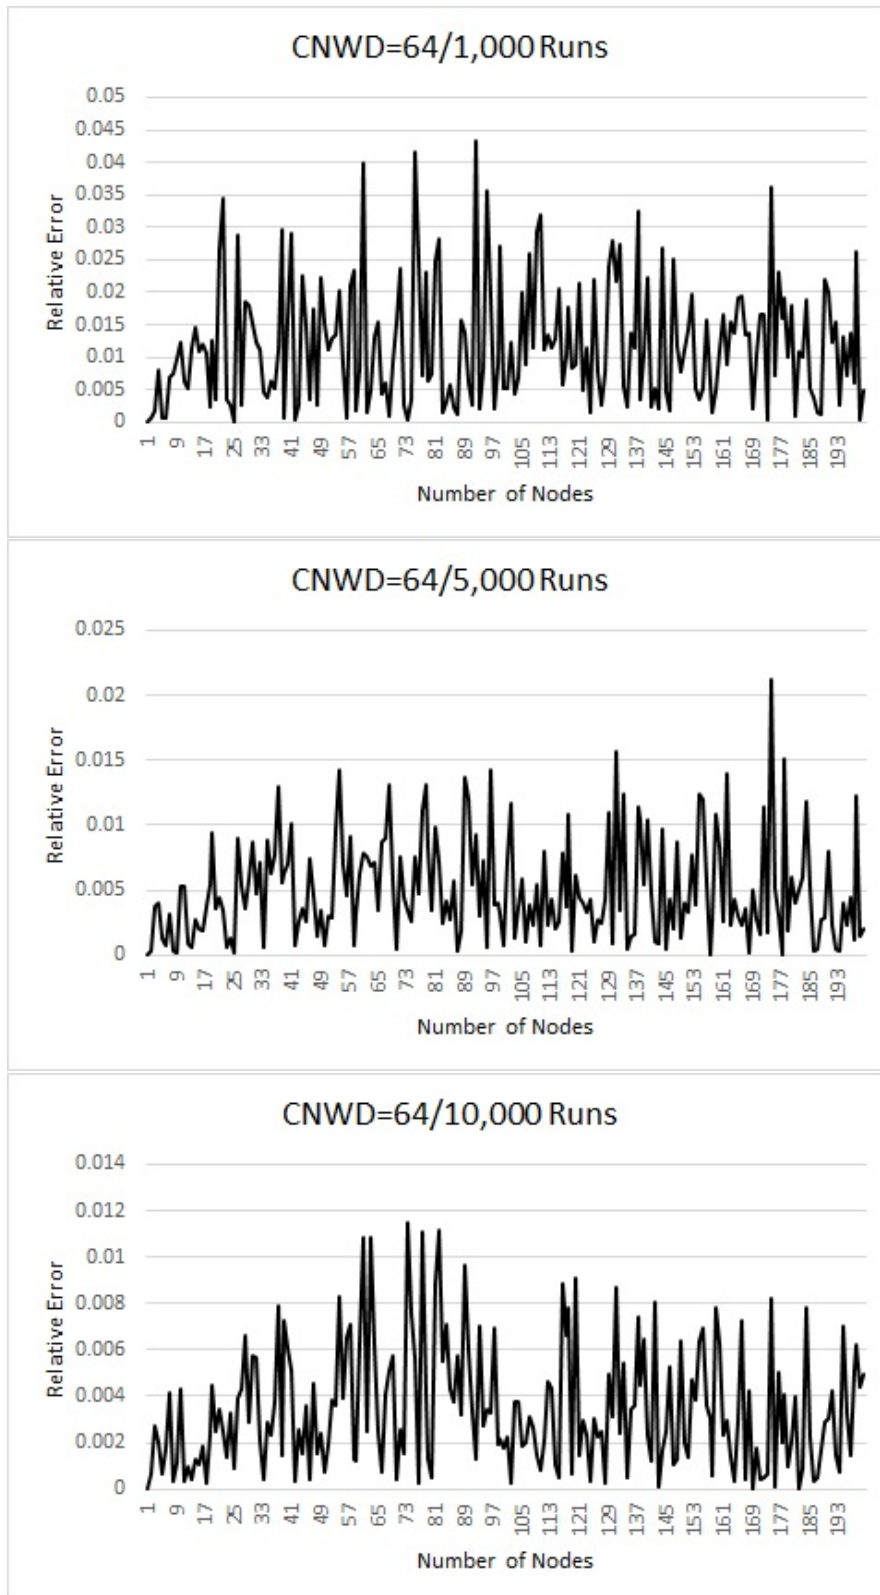 CNWD=64/1,000 Runs
0.05
0.045
0.04
0.035
0.03
0.025
0.02
0.015
0.01
0.005
0
Relative Error
1 9 17 25 33 41 49 57 65 73 81 89 97 105 113 121 129 137 145 153 161 169 177 185 193
Number of Nodes
CNWD=64/5,000 Runs
0.025
0.02
0.015
0.01
0.005
0
Relative Error
1 9 17 25 33 41 49 57 65 73 81 89 97 105 113 121 129 137 145 153 161 169 177 185 193
Number of Nodes
CNWD=64/10,000 Runs
0.014
0.012
0.01
0.008
0.006
0.004
0.002
0
Relative Error
1 9 17 25 33 41 49 57 65 73 81 89 97 105 113 121 129 137 145 153 161 169 177 185 193
Number of Nodes